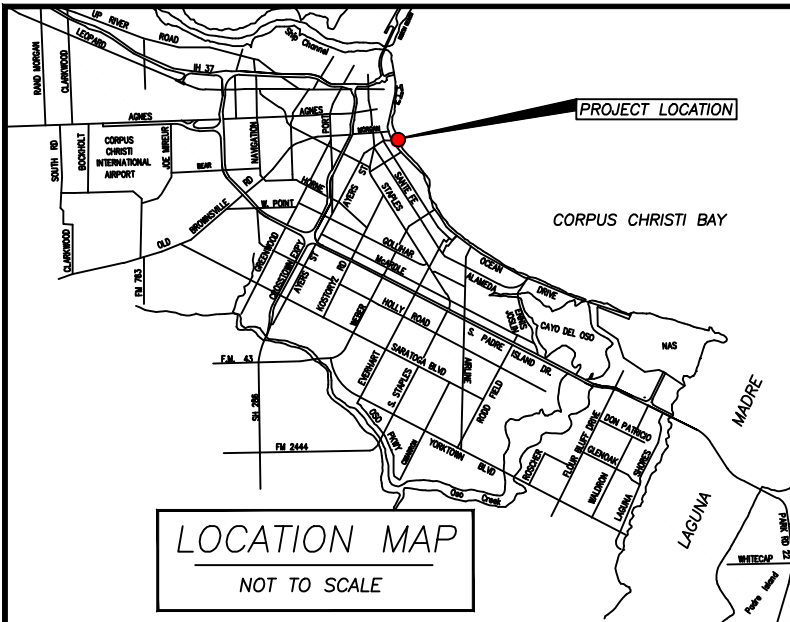 UP RIVER
ROAD
LEOPARD
Ship Channel
IH 37
RAND MORGAN
CLARKWOOD
AGNES
AGNES
PORT
NAVIGATION
MORGAN
PROJECT LOCATION
SOUTH RD
BOCKHOLT
CORPUS
CHRISTI
INTERNATIONAL
AIRPORT
JOE MIREUR
BEAR
HORNE
AYERS ST
SANTE FE
STAPLES
W. POINT
OLD BROWNSVILLE RD
CLARKWOOD
FM 763
GREENWOOD
CROSSTOWN EXPY
AYERS ST
KOSTORYZ RD
GOLLIHAR
McARDLE
CORPUS CHRISTI BAY
OCEAN
DRIVE
ALAMEDA
ENNIS
JOSLIN
CAYO DEL OSO
NAS
WEBER
HOLLY ROAD
S. PADRE ISLAND DR.
F.M. 43
SH 286
EVERHART
SARATOGA BLVD
S. STAPLES
AIRLINE
RODD FIELD
MADRE
FLOUR BLUFF DRIVE
DON PATRICIO
GLENOAK
FM 2444
OSO PKWY
CIMARRON
YORKTOWN BLVD
ROSCHER
WALDRON
LAGUNA SHORES
Oso Creek
LAGUNA
PARK RD 22
WHITECAP
Padre Island
LOCATION MAP
NOT TO SCALE